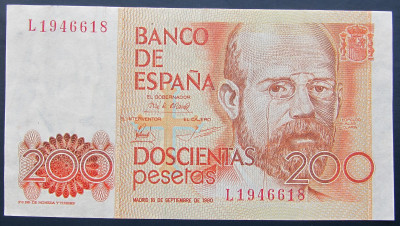 L1946618
BANCO
DE
ESPAÑA
EL GOBERNADOR
EL INTERVENTOR
EL CAJERO
200
DOSCIENTAS
pesetas
200
L1946618
MADRID 16 DE SEPTIEMBRE DE 1980